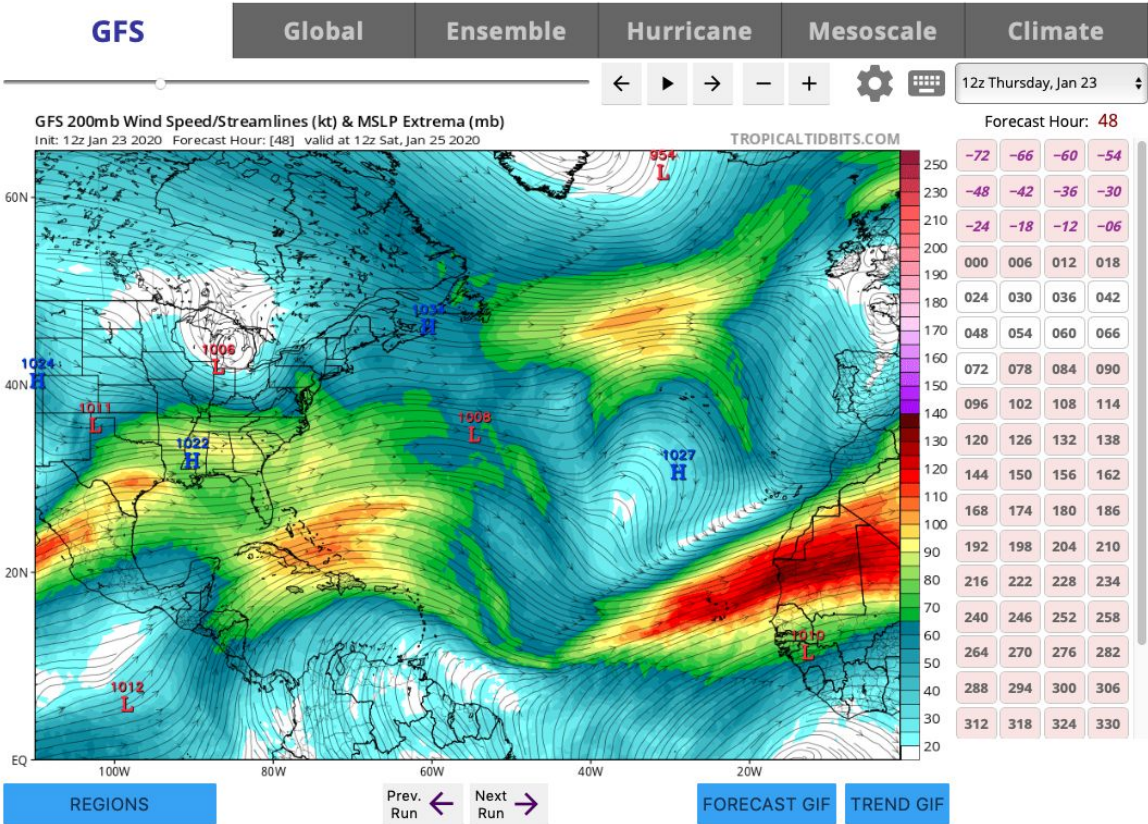 GFS Global Ensemble Hurricane Mesoscale Climate
12z Thursday, Jan 23
GFS 200mb Wind Speed/Streamlines (kt) & MSLP Extrema (mb)
Init: 12z Jan 23 2020 Forecast Hour: [48] valid at 12z Sat, Jan 25 2020
TROPICALTIDBITS.COM
Forecast Hour: 48
954
L
60N
40N
20N
EQ
1024
H
1006
L
1011
L
1022
H
H
1008
L
1027
H
1010
L
1012
L
100W 80W 60W 40W 20W
250
230
220
210
200
190
180
170
160
150
140
130
120
110
100
90
80
70
60
50
40
30
20
−72 −66 −60 −54
−48 −42 −36 −30
−24 −18 −12 −06
000 006 012 018
024 030 036 042
048 054 060 066
072 078 084 090
096 102 108 114
120 126 132 138
144 150 156 162
168 174 180 186
192 198 204 210
216 222 228 234
240 246 252 258
264 270 276 282
288 294 300 306
312 318 324 330
REGIONS
Prev.
Run
Next
Run
FORECAST GIF
TREND GIF